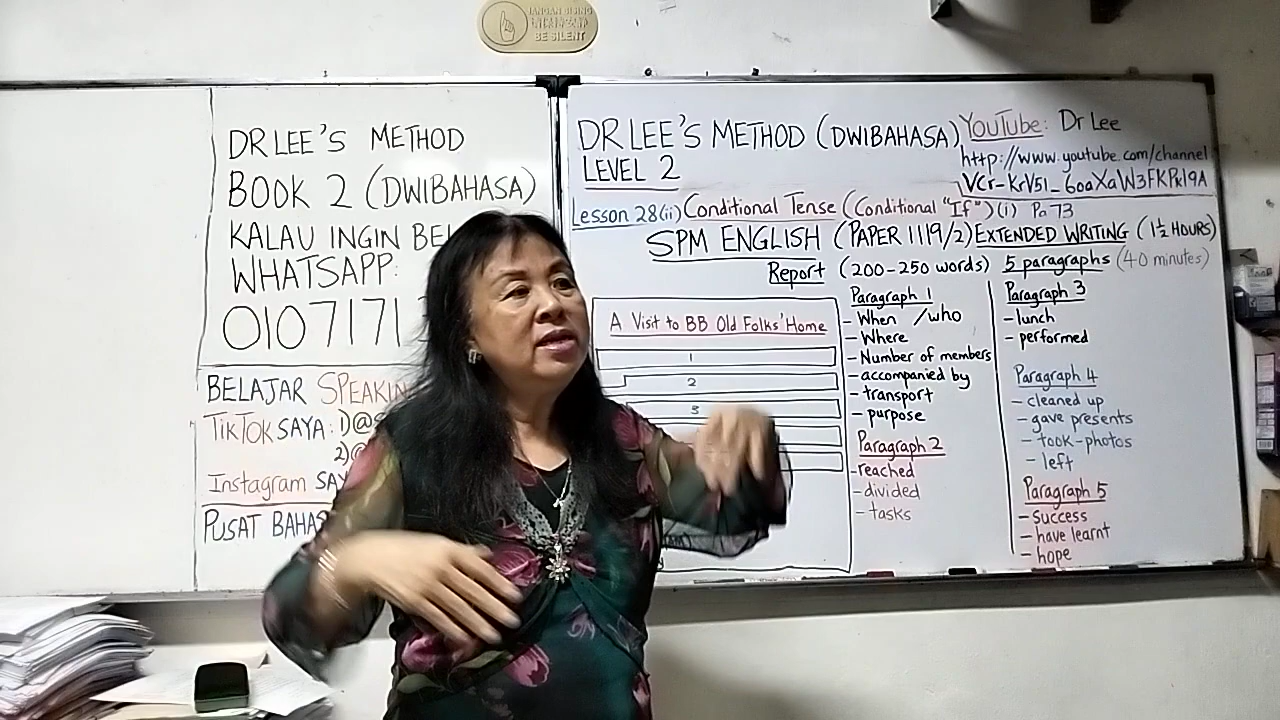 JANGAN BISING
BE SILENT
DR LEE'S METHOD
BOOK 2 (DWIBAHASA)
KALAU INGIN BEL
WHATSAPP:
0107171
BELAJAR SPEAKIN
TIKTOK SAYA: 1)@S
2)@
Instagram SAY
PUSAT BAHAS
DR LEE'S METHOD (DWIBAHASA)
LEVEL 2
YouTube: Dr Lee
http://www.youtube.com/channel
Lesson 28(ii) Conditional Tense (Conditional "If")(i) Pg 73
SPM ENGLISH (PAPER 1119/2) EXTENDED WRITING (1½ HOURS)
Report (200-250 words) 5 paragraphs (40 minutes)
A Visit to BB Old Folks' Home
1
2
3
Paragraph 1
- When /who
- Where
- Number of members
- accompanied by
- transport
- purpose
Paragraph 2
- reached
- divided
- tasks
Paragraph 3
- lunch
- performed
Paragraph 4
- cleaned up
- gave presents
- took-photos
- left
Paragraph 5
- success
- have learnt
- hope